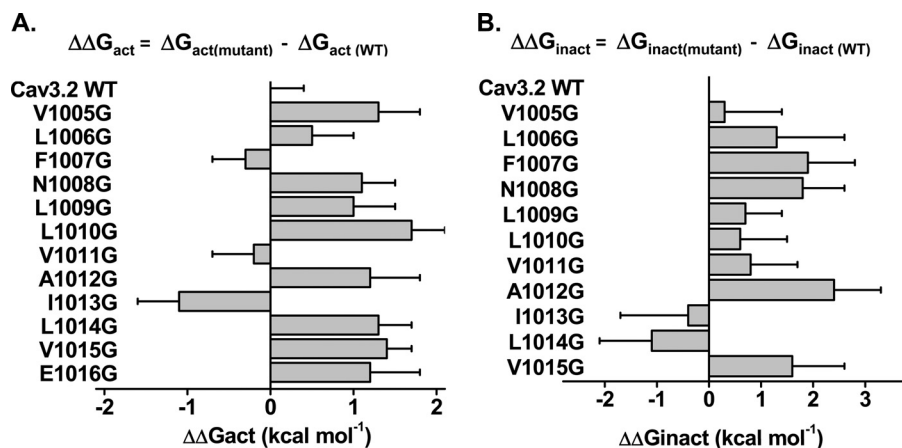 A.
ΔΔGact = ΔGact(mutant) - ΔGact (WT)
Cav3.2 WT
V1005G
L1006G
F1007G
N1008G
L1009G
L1010G
V1011G
A1012G
I1013G
L1014G
V1015G
E1016G
-2 -1 0 1 2
ΔΔGact (kcal mol-1)
B.
ΔΔGinact = ΔGinact(mutant) - ΔGinact (WT)
Cav3.2 WT
V1005G
L1006G
F1007G
N1008G
L1009G
L1010G
V1011G
A1012G
I1013G
L1014G
V1015G
-2 -1 0 1 2 3
ΔΔGinact (kcal mol-1)